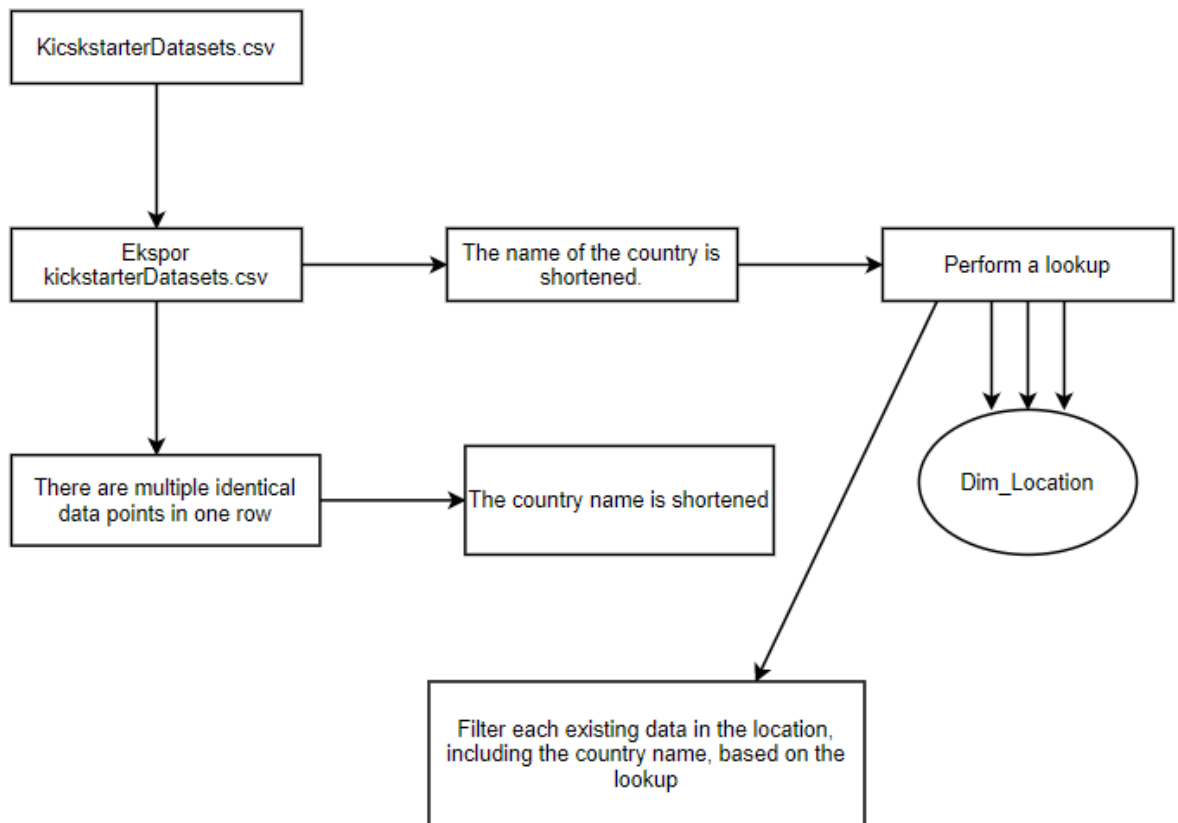 KicskstarterDatasets.csv
Ekspor
kickstarterDatasets.csv
The name of the country is
shortened.
Perform a lookup
There are multiple identical
data points in one row
The country name is shortened
Dim_Location
Filter each existing data in the location,
including the country name, based on the
lookup